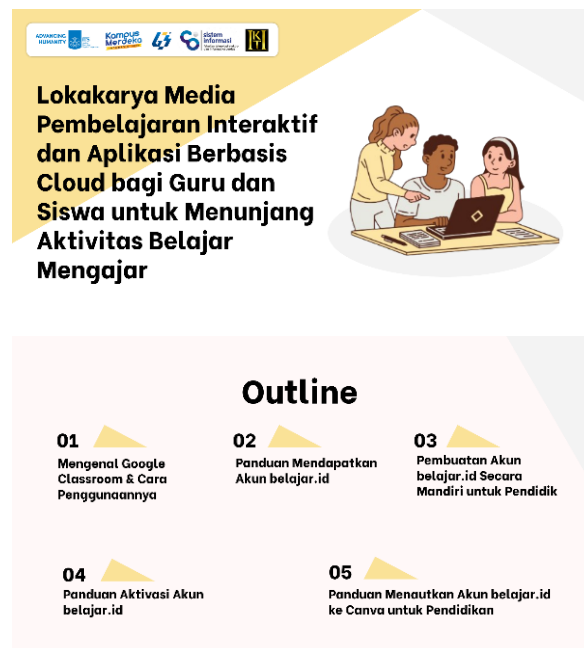 ADVANCING
HUMANITY
Kampus
Merdeka
sistem
informasi
Lokakarya Media
Pembelajaran Interaktif
dan Aplikasi Berbasis
Cloud bagi Guru dan
Siswa untuk Menunjang
Aktivitas Belajar
Mengajar
Outline
01
Mengenal Google
Classroom & Cara
Penggunaannya
02
Panduan Mendapatkan
Akun belajar.id
03
Pembuatan Akun
belajar.id Secara
Mandiri untuk Pendidik
04
Panduan Aktivasi Akun
belajar.id
05
Panduan Menautkan Akun belajar.id
ke Canva untuk Pendidikan